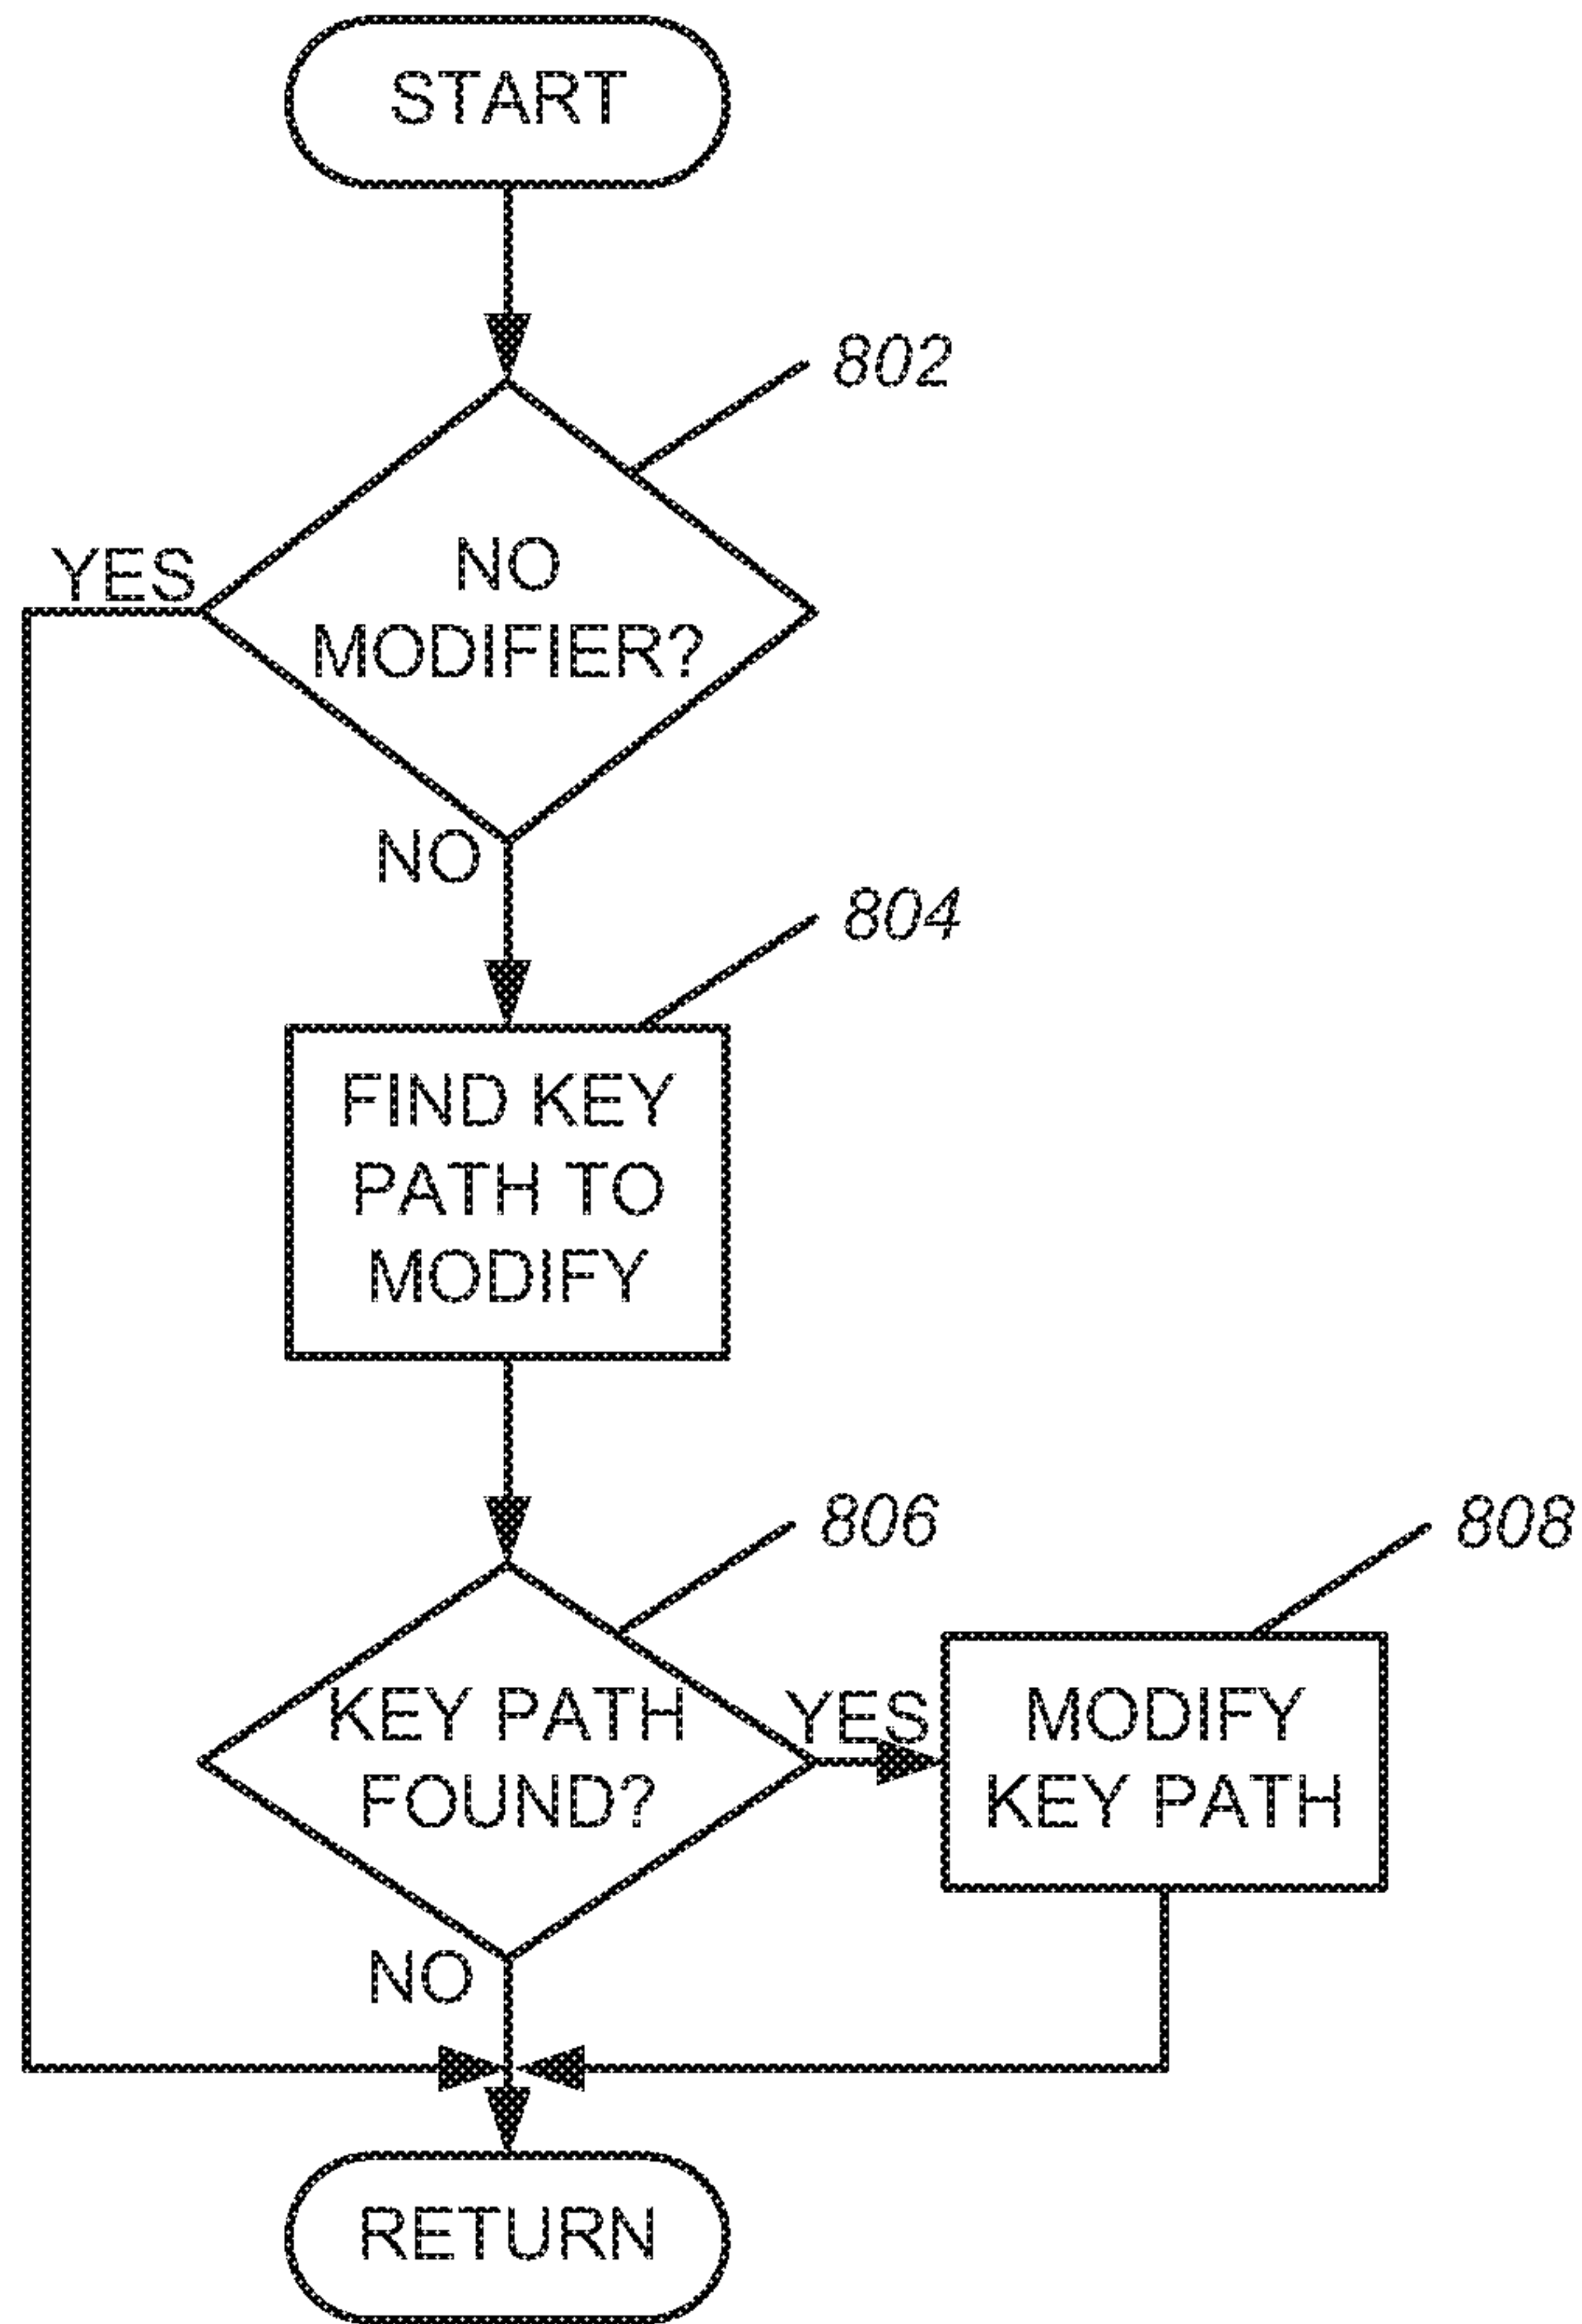 START
802
YES
NO
MODIFIER?
NO
804
FIND KEY
PATH TO
MODIFY
806
808
KEY PATH
FOUND?
YES
MODIFY
KEY PATH
NO
RETURN